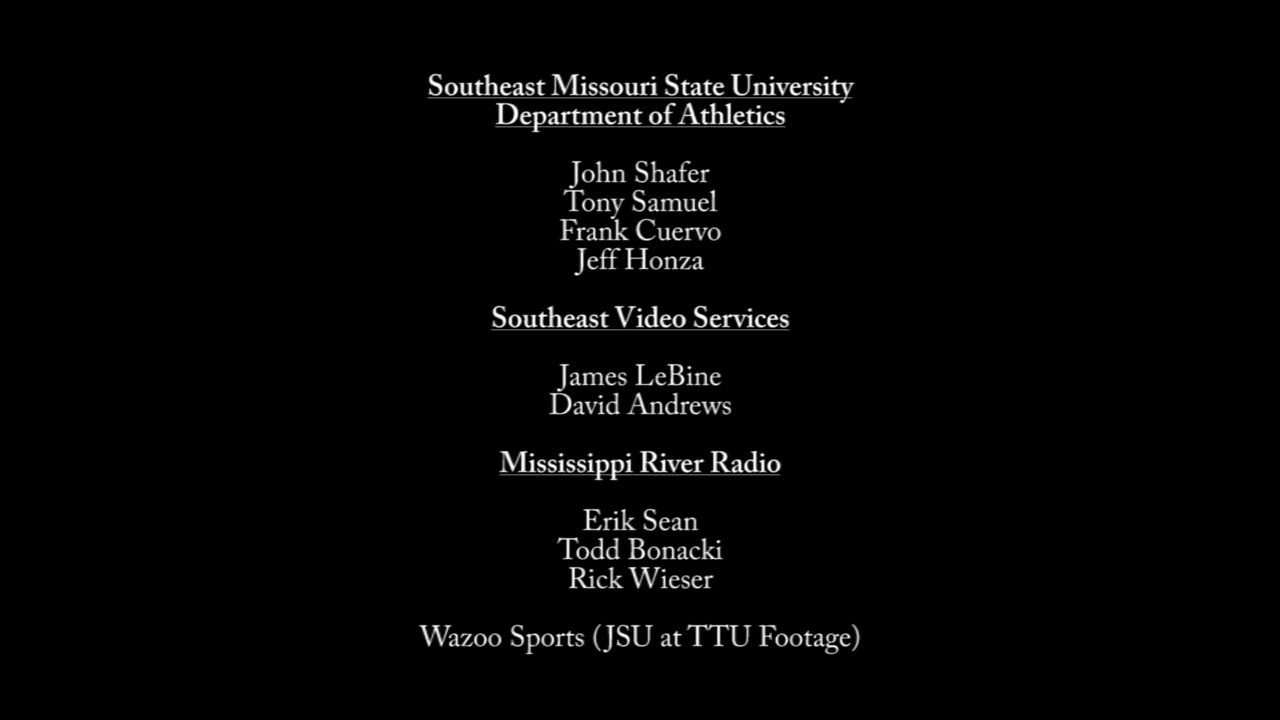 Southeast Missouri State University
Department of Athletics
John Shafer
Tony Samuel
Frank Cuervo
Jeff Honza
Southeast Video Services
James LeBine
David Andrews
Mississippi River Radio
Erik Sean
Todd Bonacki
Rick Wieser
Wazoo Sports (JSU at TTU Footage)